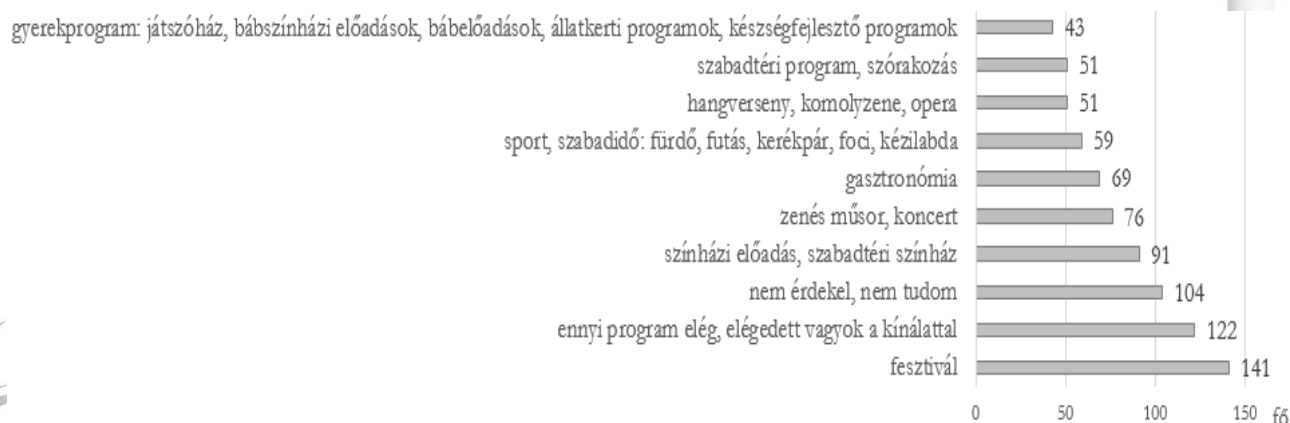 gyerekprogram: játszóház, bábszínházi előadások, bábelőadások, állatkerti programok, készségfejlesztő programok 43
szabadtéri program, szórakozás 51
hangverseny, komolyzene, opera 51
sport, szabadidő: fürdő, futás, kerékpár, foci, kézilabda 59
gasztronómia 69
zenés műsor, koncert 76
színházi előadás, szabadtéri színház 91
nem érdekel, nem tudom 104
ennyi program elég, elégedett vagyok a kínálattal 122
fesztivál 141
0 50 100 150 fő